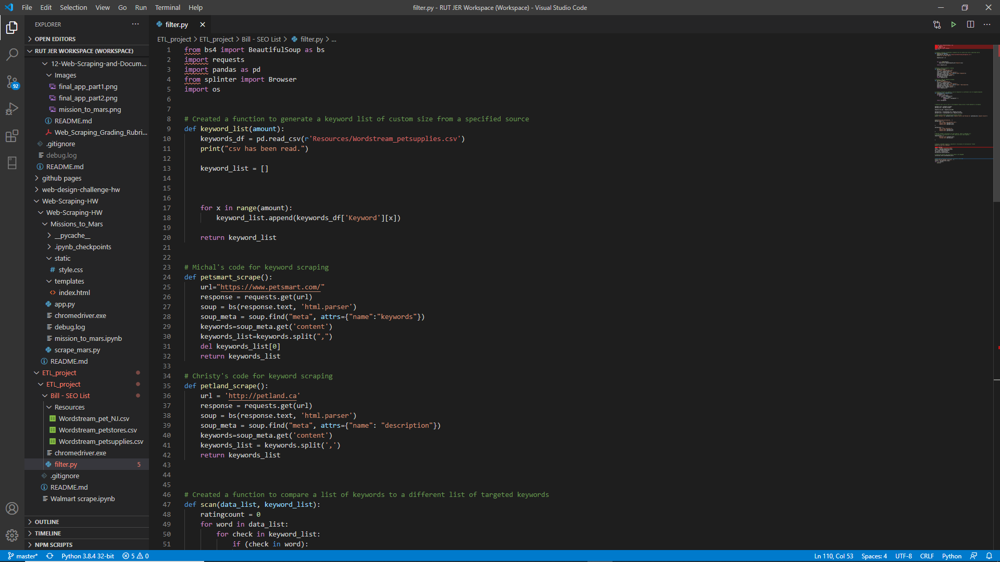 File Edit Selection View Go Run Terminal Help
filter.py - RUT JER Workspace (Workspace) - Visual Studio Code
EXPLORER
OPEN EDITORS
RUT JER WORKSPACE (WORKSPACE)
12-Web-Scraping-and-Docum...
Images
final_app_part1.png
final_app_part2.png
mission_to_mars.png
README.md
Web_Scraping_Grading_Rubri...
.gitignore
debug.log
README.md
github pages
web-design-challenge-hw
Web-Scraping-HW
Web-Scraping-HW
Missions_to_Mars
__pycache__
.ipynb_checkpoints
static
style.css
templates
index.html
app.py
chromedriver.exe
debug.log
mission_to_mars.ipynb
scrape_mars.py
README.md
ETL_project
ETL_project
Bill - SEO List
Resources
Wordstream_pet_NJ.csv
Wordstream_petstores.csv
Wordstream_petsupplies.csv
chromedriver.exe
filter.py 5
.gitignore
README.md
Walmart scrape.ipynb
OUTLINE
TIMELINE
NPM SCRIPTS
92
filter.py
ETL_project > ETL_project > Bill - SEO List > filter.py > ...
1 from bs4 import BeautifulSoup as bs
2 import requests
3 import pandas as pd
4 from splinter import Browser
5 import os
6
7
8 # Created a function to generate a keyword list of custom size from a specified source
9 def keyword_list(amount):
10 keywords_df = pd.read_csv(r'Resources/Wordstream_petsupplies.csv')
11 print("csv has been read.")
12
13 keyword_list = []
14
15
16
17 for x in range(amount):
18 keyword_list.append(keywords_df['Keyword'][x])
19
20 return keyword_list
21
22
23 # Michal's code for keyword scraping
24 def petsmart_scrape():
25 url="https://www.petsmart.com/"
26 response = requests.get(url)
27 soup = bs(response.text, 'html.parser')
28 soup_meta = soup.find("meta", attrs={"name":"keywords"})
29 keywords=soup_meta.get('content')
30 keywords_list=keywords.split(",")
31 del keywords_list[0]
32 return keywords_list
33
34 # Christy's code for keyword scraping
35 def petland_scrape():
36 url = 'http://petland.ca'
37 response = requests.get(url)
38 soup = bs(response.text, 'html.parser')
39 soup_meta = soup.find("meta", attrs={"name": "description"})
40 keywords=soup_meta.get('content')
41 keywords_list = keywords.split(',')
42 return keywords_list
43
44
45
46 # Created a function to compare a list of keywords to a different list of targeted keywords
47 def scan(data_list, keyword_list):
48 ratingcount = 0
49 for word in data_list:
50 for check in keyword_list:
51 if (check in word):
master* Python 3.8.4 32-bit 5 0 Ln 110, Col 53 Spaces: 4 UTF-8 CRLF Python